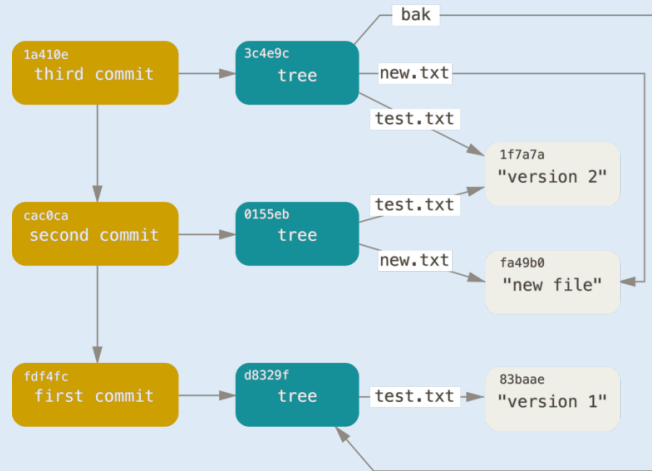 bak
1a410e
third commit
3c4e9c
tree
new.txt
test.txt
1f7a7a
"version 2"
cac0ca
second commit
0155eb
tree
test.txt
new.txt
fa49b0
"new file"
fdf4fc
first commit
d8329f
tree
test.txt
83baae
"version 1"